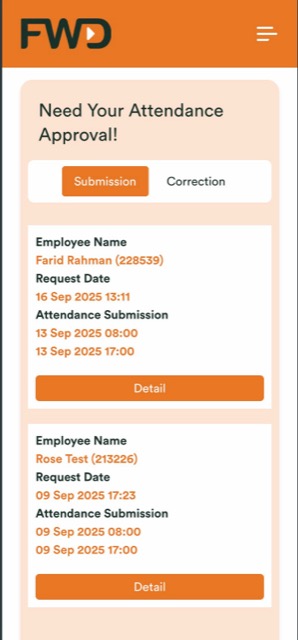 FWD
Need Your Attendance
Approval!
Submission
Correction
Employee Name
Farid Rahman (228539)
Request Date
16 Sep 2025 13:11
Attendance Submission
13 Sep 2025 08:00
13 Sep 2025 17:00
Detail
Employee Name
Rose Test (213226)
Request Date
09 Sep 2025 17:23
Attendance Submission
09 Sep 2025 08:00
09 Sep 2025 17:00
Detail